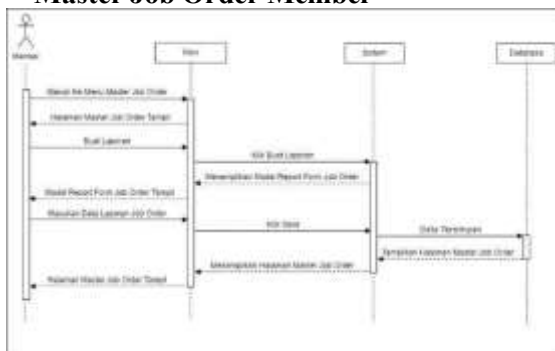 Master Job Order Member
Member
Sistem
Database
Masuk Ke Menu Master Job Order
Halaman Master Job Order Tampil
Buat Laporan
Klik Buat Laporan
Menampilkan Modal Report Form Job Order
Modal Report Form Job Order Tampil
Masukan Data Laporan Job Order
Klik Save
Data Tersimpan
Tampilkan Halaman Master Job Order
Menampilkan Halaman Master Job Order
Halaman Master Job Order Tampil